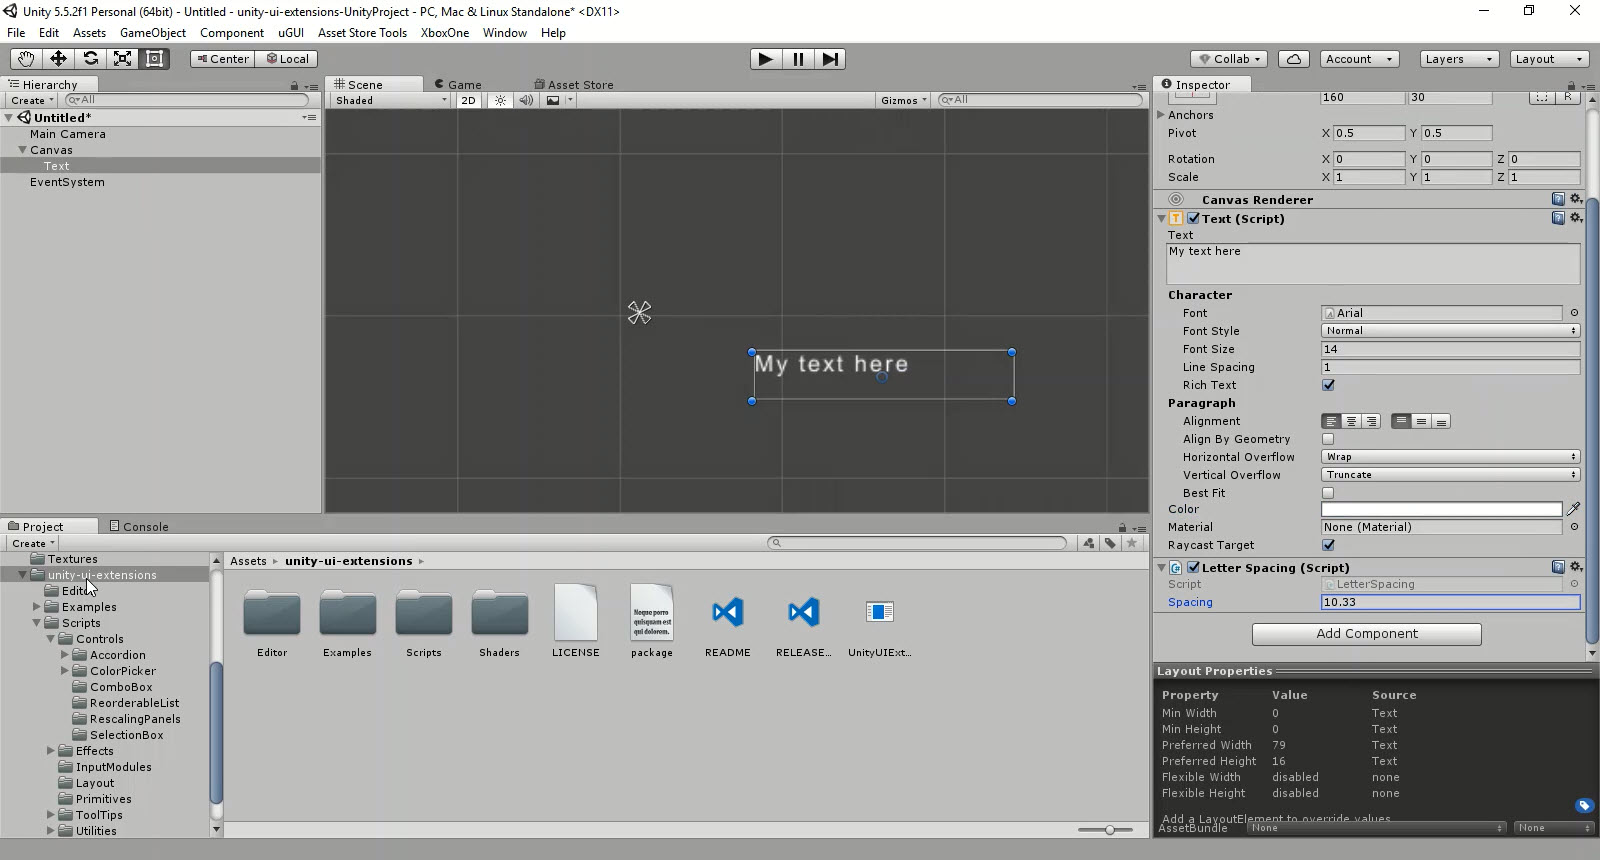 Unity 5.5.2f1 Personal (64bit) - Untitled - unity-ui-extensions-UnityProject - PC, Mac & Linux Standalone* <DX11>
File Edit Assets GameObject Component uGUI Asset Store Tools XboxOne Window Help
Center Local Collab Account Layers Layout
Hierarchy
Create All
Untitled*
Main Camera
Canvas
Text
EventSystem
Scene Game Asset Store
Shaded 2D Gizmos All
My text here
Inspector
160 30 R
Anchors
Pivot X 0.5 Y 0.5
Rotation X 0 Y 0 Z 0
Scale X 1 Y 1 Z 1
Canvas Renderer
T Text (Script)
Text
My text here
Character
Font Arial
Font Style Normal
Font Size 14
Line Spacing 1
Rich Text
Paragraph
Alignment
Align By Geometry
Horizontal Overflow Wrap
Vertical Overflow Truncate
Best Fit
Color
Material None (Material)
Raycast Target
Letter Spacing (Script)
Script LetterSpacing
Spacing 10.33
Add Component
Layout Properties
Property Value Source
Min Width 0 Text
Min Height 0 Text
Preferred Width 79 Text
Preferred Height 16 Text
Flexible Width disabled none
Flexible Height disabled none
Add a LayoutElement to override values
AssetBundle None None
Project Console
Create
Textures
unity-ui-extensions
Examples
Scripts
Controls
Accordion
ColorPicker
ComboBox
ReorderableList
RescalingPanels
SelectionBox
Effects
InputModules
Layout
Primitives
ToolTips
Utilities
Assets unity-ui-extensions
Neque porro
quisquam est
qui dolorem.
Editor Examples Scripts Shaders LICENSE package README RELEASE... UnityUIExt...